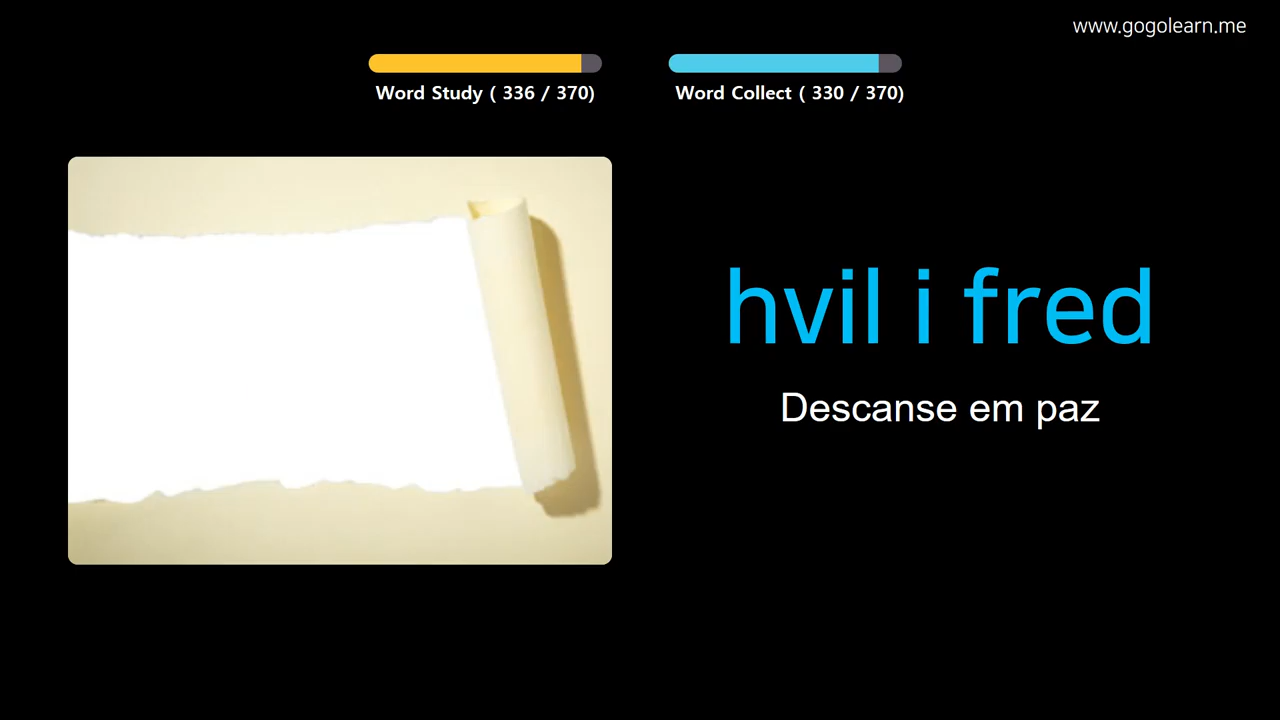 www.gogolearn.me
Word Study ( 336 / 370)
Word Collect ( 330 / 370)
hvil i fred
Descanse em paz